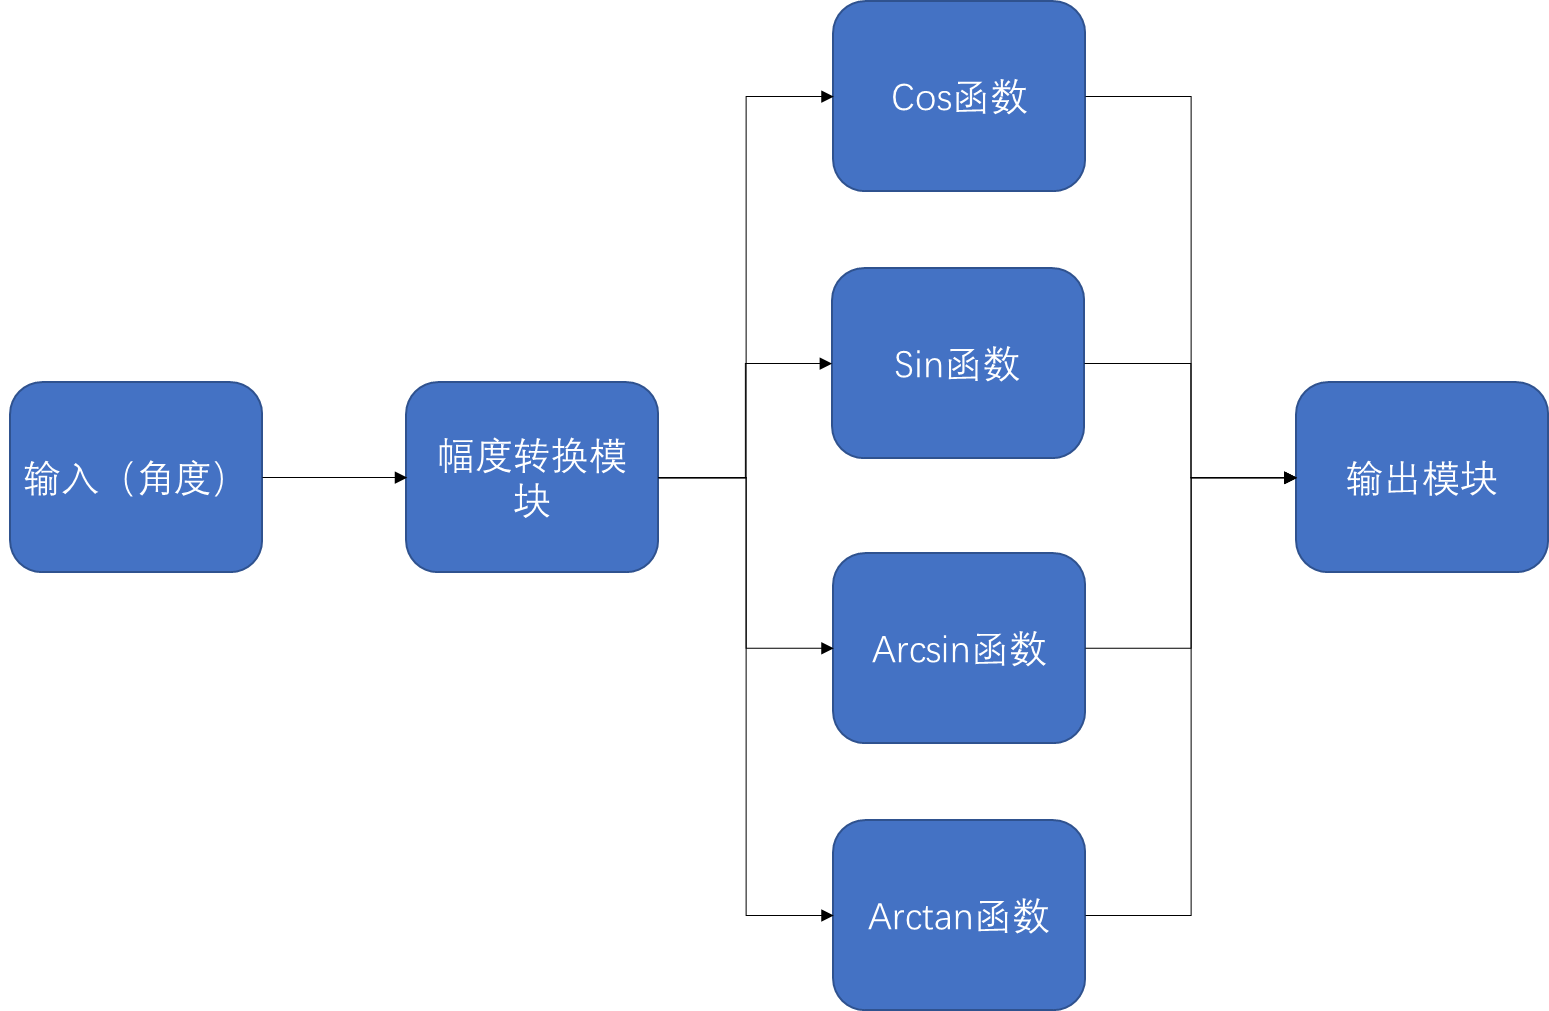 输入（角度）
幅度转换模
块
Cos函数
Sin函数
Arcsin函数
Arctan函数
输出模块